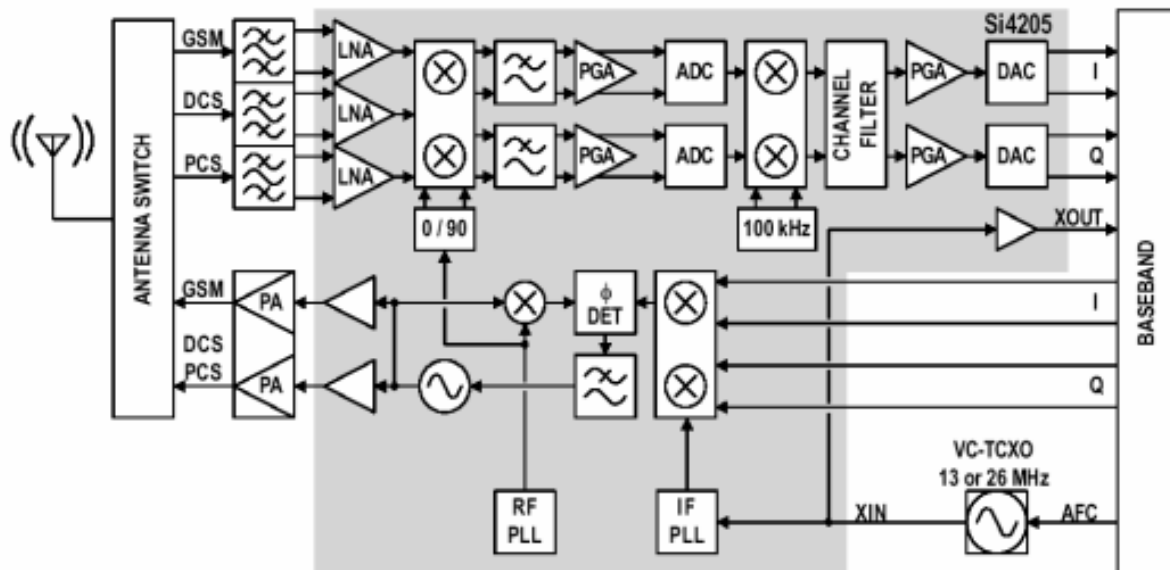 Si4205
ANTENNA SWITCH
GSM
DCS
PCS
LNA
LNA
LNA
0 / 90
PGA
PGA
ADC
ADC
100 kHz
CHANNEL
FILTER
PGA
PGA
DAC
DAC
I
Q
XOUT
BASEBAND
GSM
DCS
PCS
PA
PA
ϕ
DET
I
Q
RF
PLL
IF
PLL
XIN
VC-TCXO
13 or 26 MHz
AFC